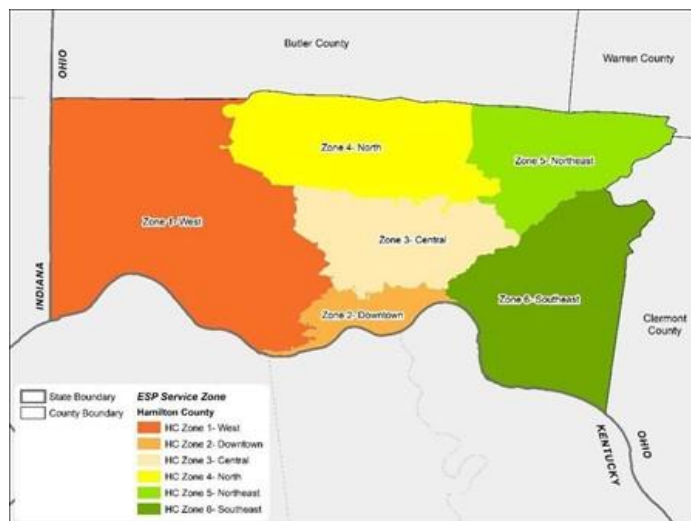 Butler County
OHIO
Warren County
Zone 4- North
Zone 5- Northeast
Zone 1- West
Zone 3- Central
INDIANA
Zone 6- Southeast
Zone 2- Downtown
Clermont
County
State Boundary
County Boundary
ESP Service Zone
Hamilton County
HC Zone 1- West
HC Zone 2- Downtown
HC Zone 3- Central
HC Zone 4- North
HC Zone 5- Northeast
HC Zone 6- Southeast
OHIO
KENTUCKY